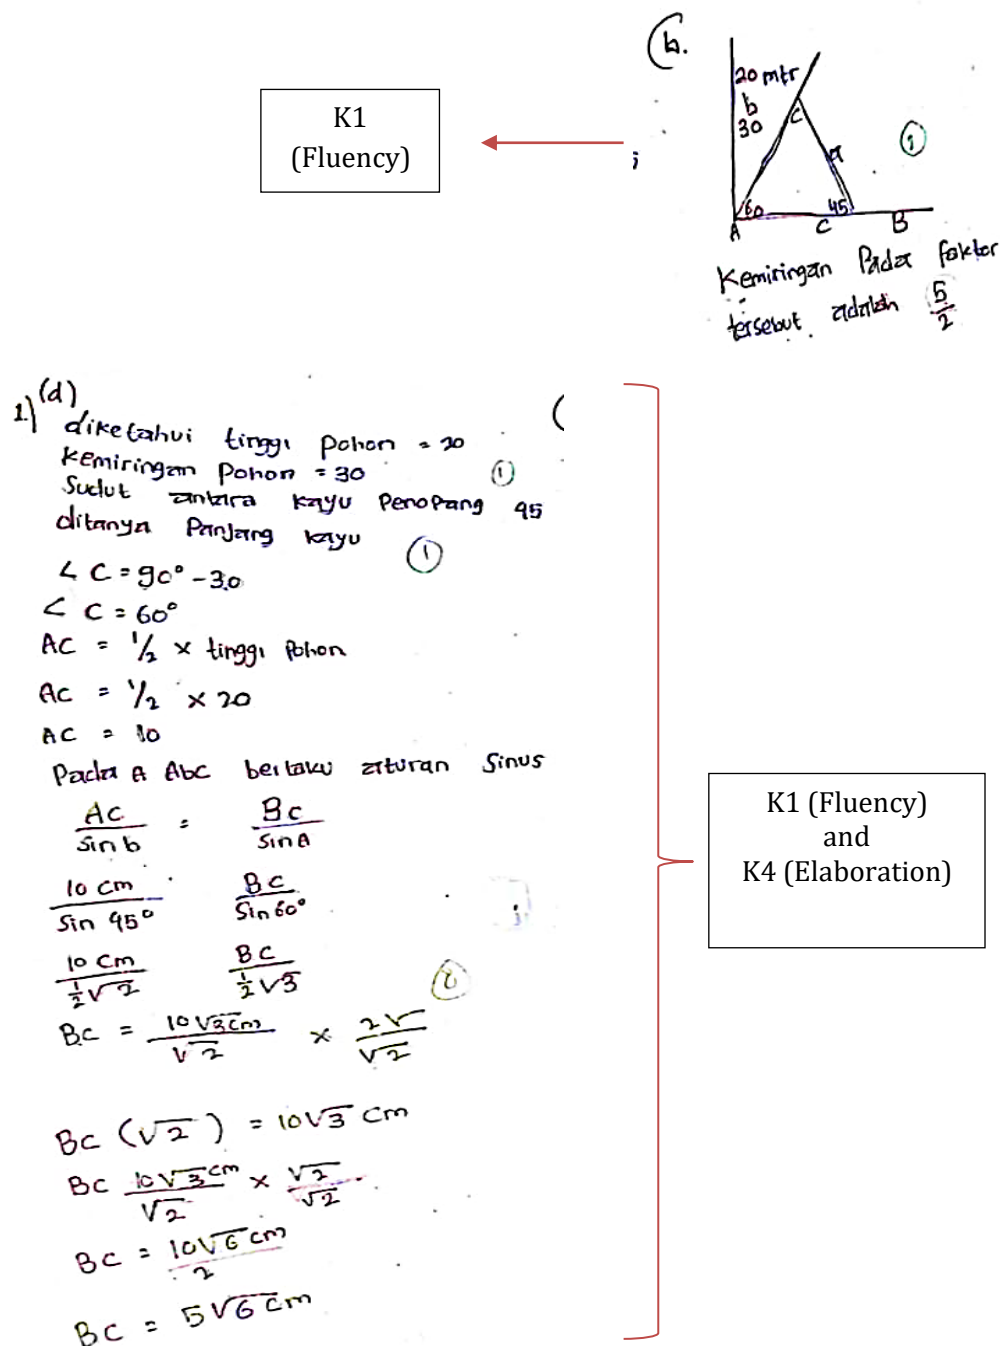 (b.
20 mtr
b
30
C
a
60
45
A
C
B
K1
(Fluency)
Kemiringan Pada faktor
tersebut adalah 5/2
1.) (d)
diketahui tinggi pohon = 20
Kemiringan Pohon = 30
Sudut antara kayu Penopang 45
ditanya Panjang kayu
∠ C = 90° - 30
∠ C = 60°
AC = 1/2 × tinggi Pohon
AC = 1/2 × 20
AC = 10
Pada A Abc berlaku aturan Sinus
AC/sin b = BC/sin A
10 cm/sin 45° BC/sin 60°
10 cm/½√2 BC/½√3
BC = 10√3cm/√2 × 2√/√2
BC (√2) = 10√3 cm
BC 10√3 cm/√2 × √2/√2
BC = 10√6 cm/2
BC = 5√6 cm
K1 (Fluency)
and
K4 (Elaboration)